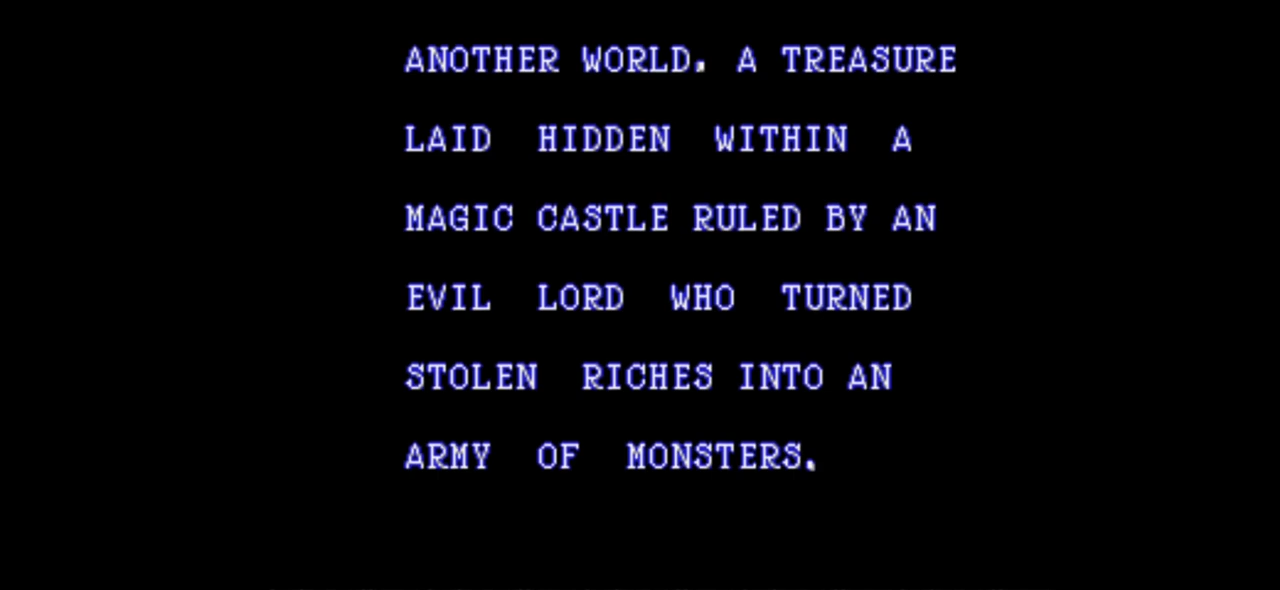 ANOTHER WORLD. A TREASURE
LAID HIDDEN WITHIN A
MAGIC CASTLE RULED BY AN
EVIL LORD WHO TURNED
STOLEN RICHES INTO AN
ARMY OF MONSTERS.